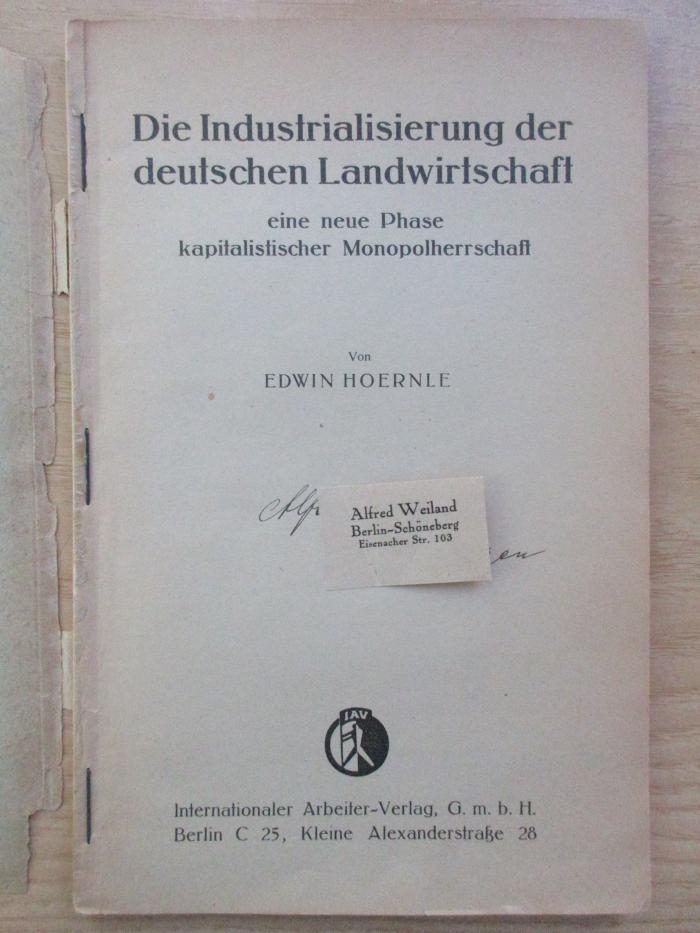 Die Industrialisierung der
deutschen Landwirtschaft
eine neue Phase
kapitalistischer Monopolherrschaft
Von
EDWIN HOERNLE
Alfred Weiland
Berlin-Schöneberg
Eisenacher Str. 103
IAV
Internationaler Arbeiter-Verlag, G. m. b. H.
Berlin C 25, Kleine Alexanderstraße 28